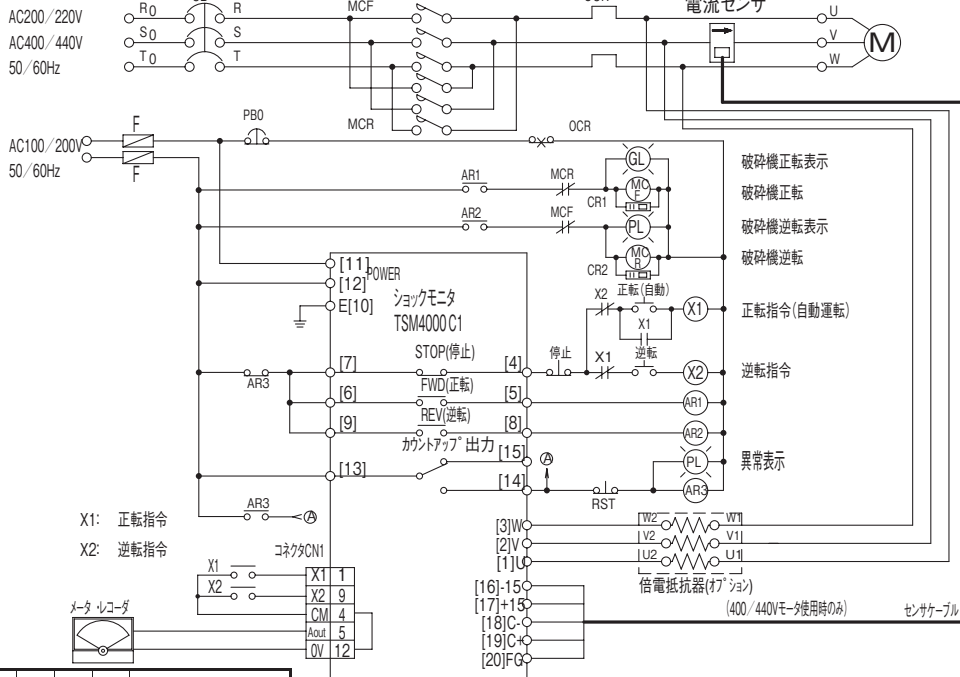 AC200/220V
AC400/440V
50/60Hz
R0 R
S0 S
T0 T
MCF
MCR
電流センサ
U
V
W
M
AC100/200V
50/60Hz
F
F
PB0
OCR
AR1
MCR
GL
破砕機正転表示
CR1
MCF
破砕機正転
AR2
MCF
PL
破砕機逆転表示
CR2
MCR
破砕機逆転
[11]
POWER
[12]
E[10]
ショックモニタ
TSM4000C1
X2
正転(自動)
X1
X1
正転指令(自動運転)
AR3
[7]
STOP(停止)
[4]
停止
X1
逆転
X2
逆転指令
[6]
FWD(正転)
[5]
AR1
[9]
REV(逆転)
[8]
AR2
カウントアップ出力
[15]
A
PL
異常表示
[13]
[14]
RST
AR3
AR3
A
X1: 正転指令
X2: 逆転指令
[3]W
W2
W1
[2]V
V2
V1
[1]U
U2
U1
倍電抵抗器(オプション)
(400/440Vモータ使用時のみ)
センサケーブル
コネクタCN1
X1
X1 1
X2
X2 9
CM 4
Aout 5
0V 12
メータ・レコーダ
[16]-15
[17]+15
[18]C-
[19]C+
[20]FG